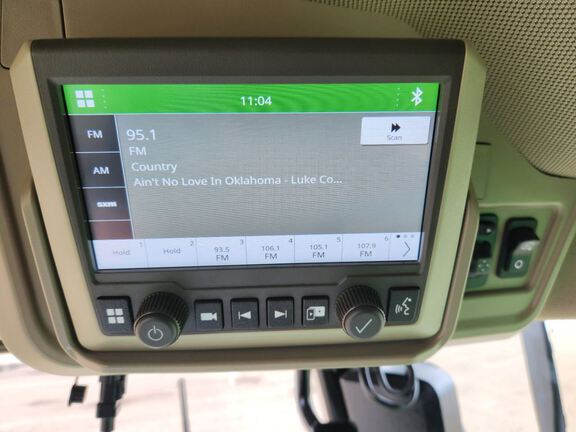 11:04
FM
95.1
FM
Scan
Country
AM
Ain't No Love In Oklahoma - Luke Co...
sxm
1 2 3 4 5 6
Hold Hold 93.5 106.1 105.1 107.9
FM FM FM FM